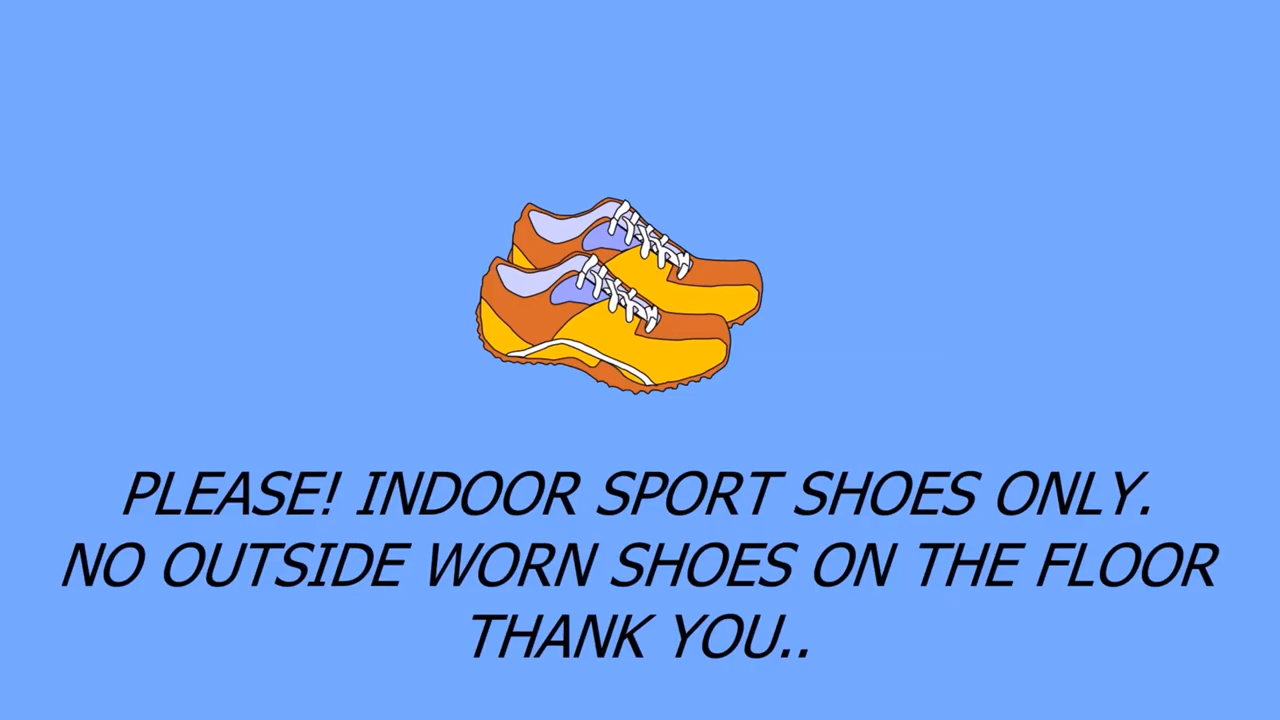 PLEASE! INDOOR SPORT SHOES ONLY.
NO OUTSIDE WORN SHOES ON THE FLOOR
THANK YOU..